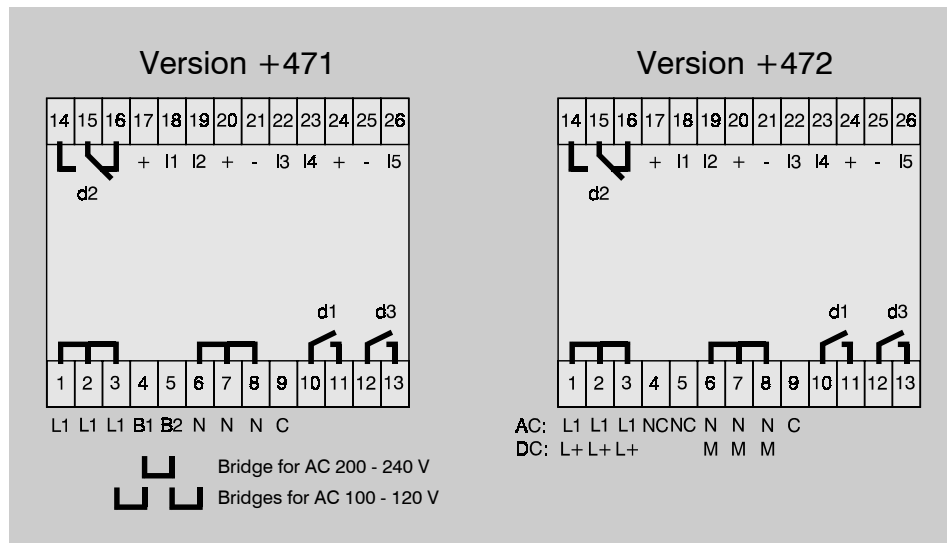 Version +471 Version +472
14 15 16 17 18 19 20 21 22 23 24 25 26 14 15 16 17 18 19 20 21 22 23 24 25 26
+ I1 I2 + - I3 I4 + - I5 + I1 I2 + - I3 I4 + - I5
d2 d2
d1 d3 d1 d3
1 2 3 4 5 6 7 8 9 10 11 12 13 1 2 3 4 5 6 7 8 9 10 11 12 13
L1 L1 L1 B1 B2 N N N C AC: L1 L1 L1 NC NC N N N C
DC: L+ L+ L+ M M M
Bridge for AC 200 - 240 V
Bridges for AC 100 - 120 V